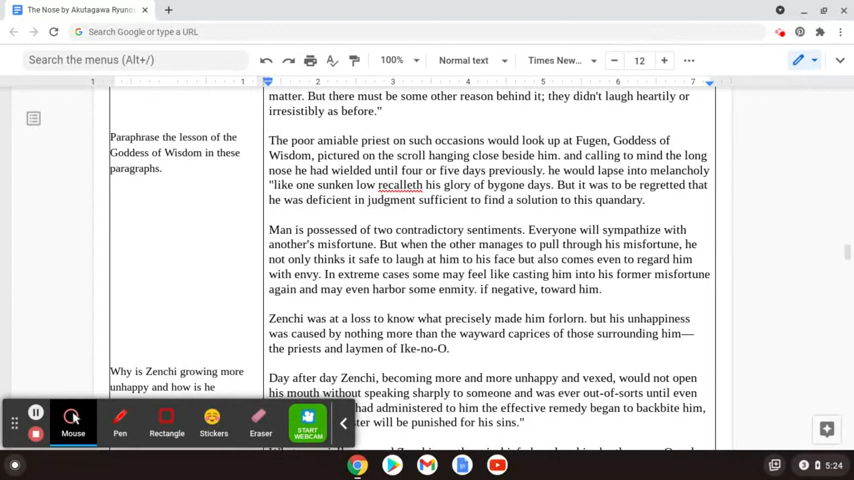 The Nose by Akutagawa Ryunou
Search Google or type a URL
Search the menus (Alt+/)
100%
Normal text
Times New...
12
1 1 2 3 4 5 6 7
matter. But there must be some other reason behind it; they didn't laugh heartily or
irresistibly as before."
Paraphrase the lesson of the
Goddess of Wisdom in these
paragraphs.
The poor amiable priest on such occasions would look up at Fugen, Goddess of
Wisdom, pictured on the scroll hanging close beside him. and calling to mind the long
nose he had wielded until four or five days previously. he would lapse into melancholy
"like one sunken low recalleth his glory of bygone days. But it was to be regretted that
he was deficient in judgment sufficient to find a solution to this quandary.
Man is possessed of two contradictory sentiments. Everyone will sympathize with
another's misfortune. But when the other manages to pull through his misfortune, he
not only thinks it safe to laugh at him to his face but also comes even to regard him
with envy. In extreme cases some may feel like casting him into his former misfortune
again and may even harbor some enmity. if negative, toward him.
Zenchi was at a loss to know what precisely made him forlorn. but his unhappiness
was caused by nothing more than the wayward caprices of those surrounding him—
the priests and laymen of Ike-no-O.
Why is Zenchi growing more
unhappy and how is he
Day after day Zenchi, becoming more and more unhappy and vexed, would not open
his mouth without speaking sharply to someone and was ever out-of-sorts until even
had administered to him the effective remedy began to backbite him,
ster will be punished for his sins."
Mouse
Pen
Rectangle
Stickers
Eraser
START
WEBCAM
3
5:24